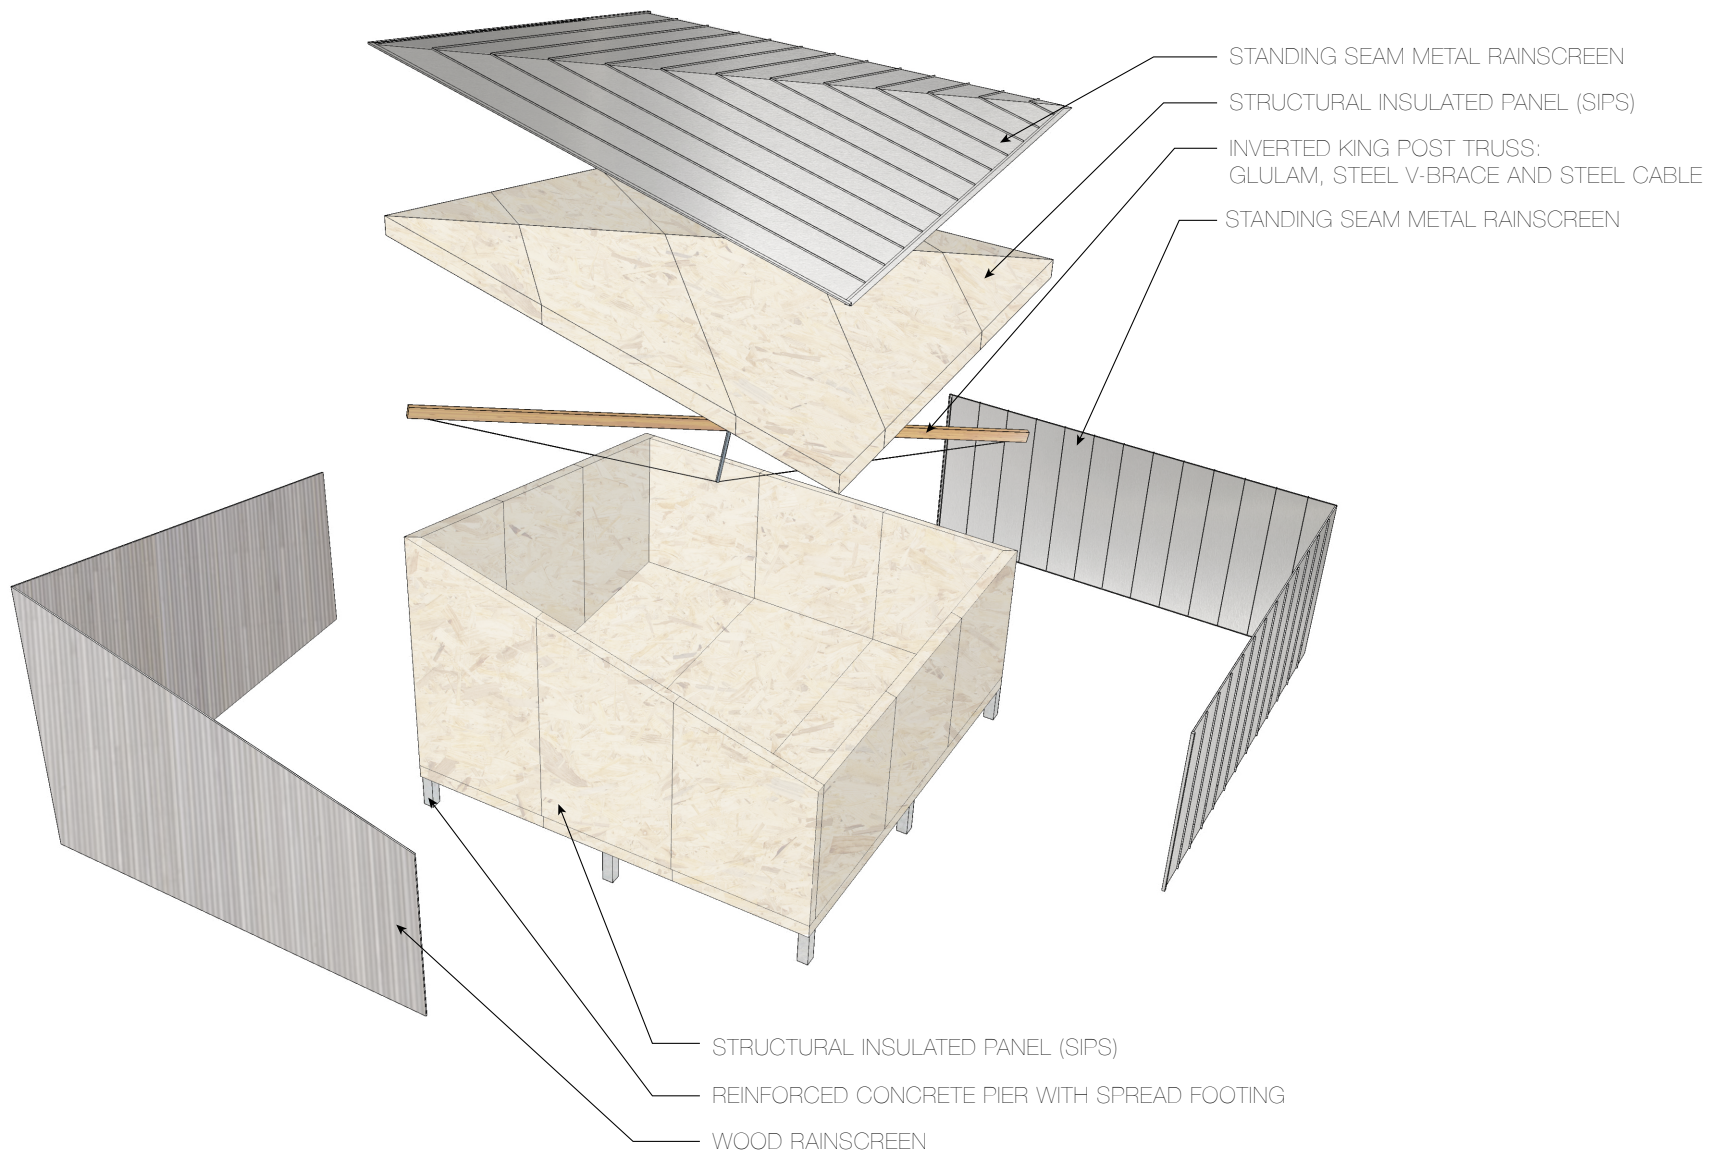 STANDING SEAM METAL RAINSCREEN
STRUCTURAL INSULATED PANEL (SIPS)
INVERTED KING POST TRUSS:
GLULAM, STEEL V-BRACE AND STEEL CABLE
STANDING SEAM METAL RAINSCREEN
STRUCTURAL INSULATED PANEL (SIPS)
REINFORCED CONCRETE PIER WITH SPREAD FOOTING
WOOD RAINSCREEN